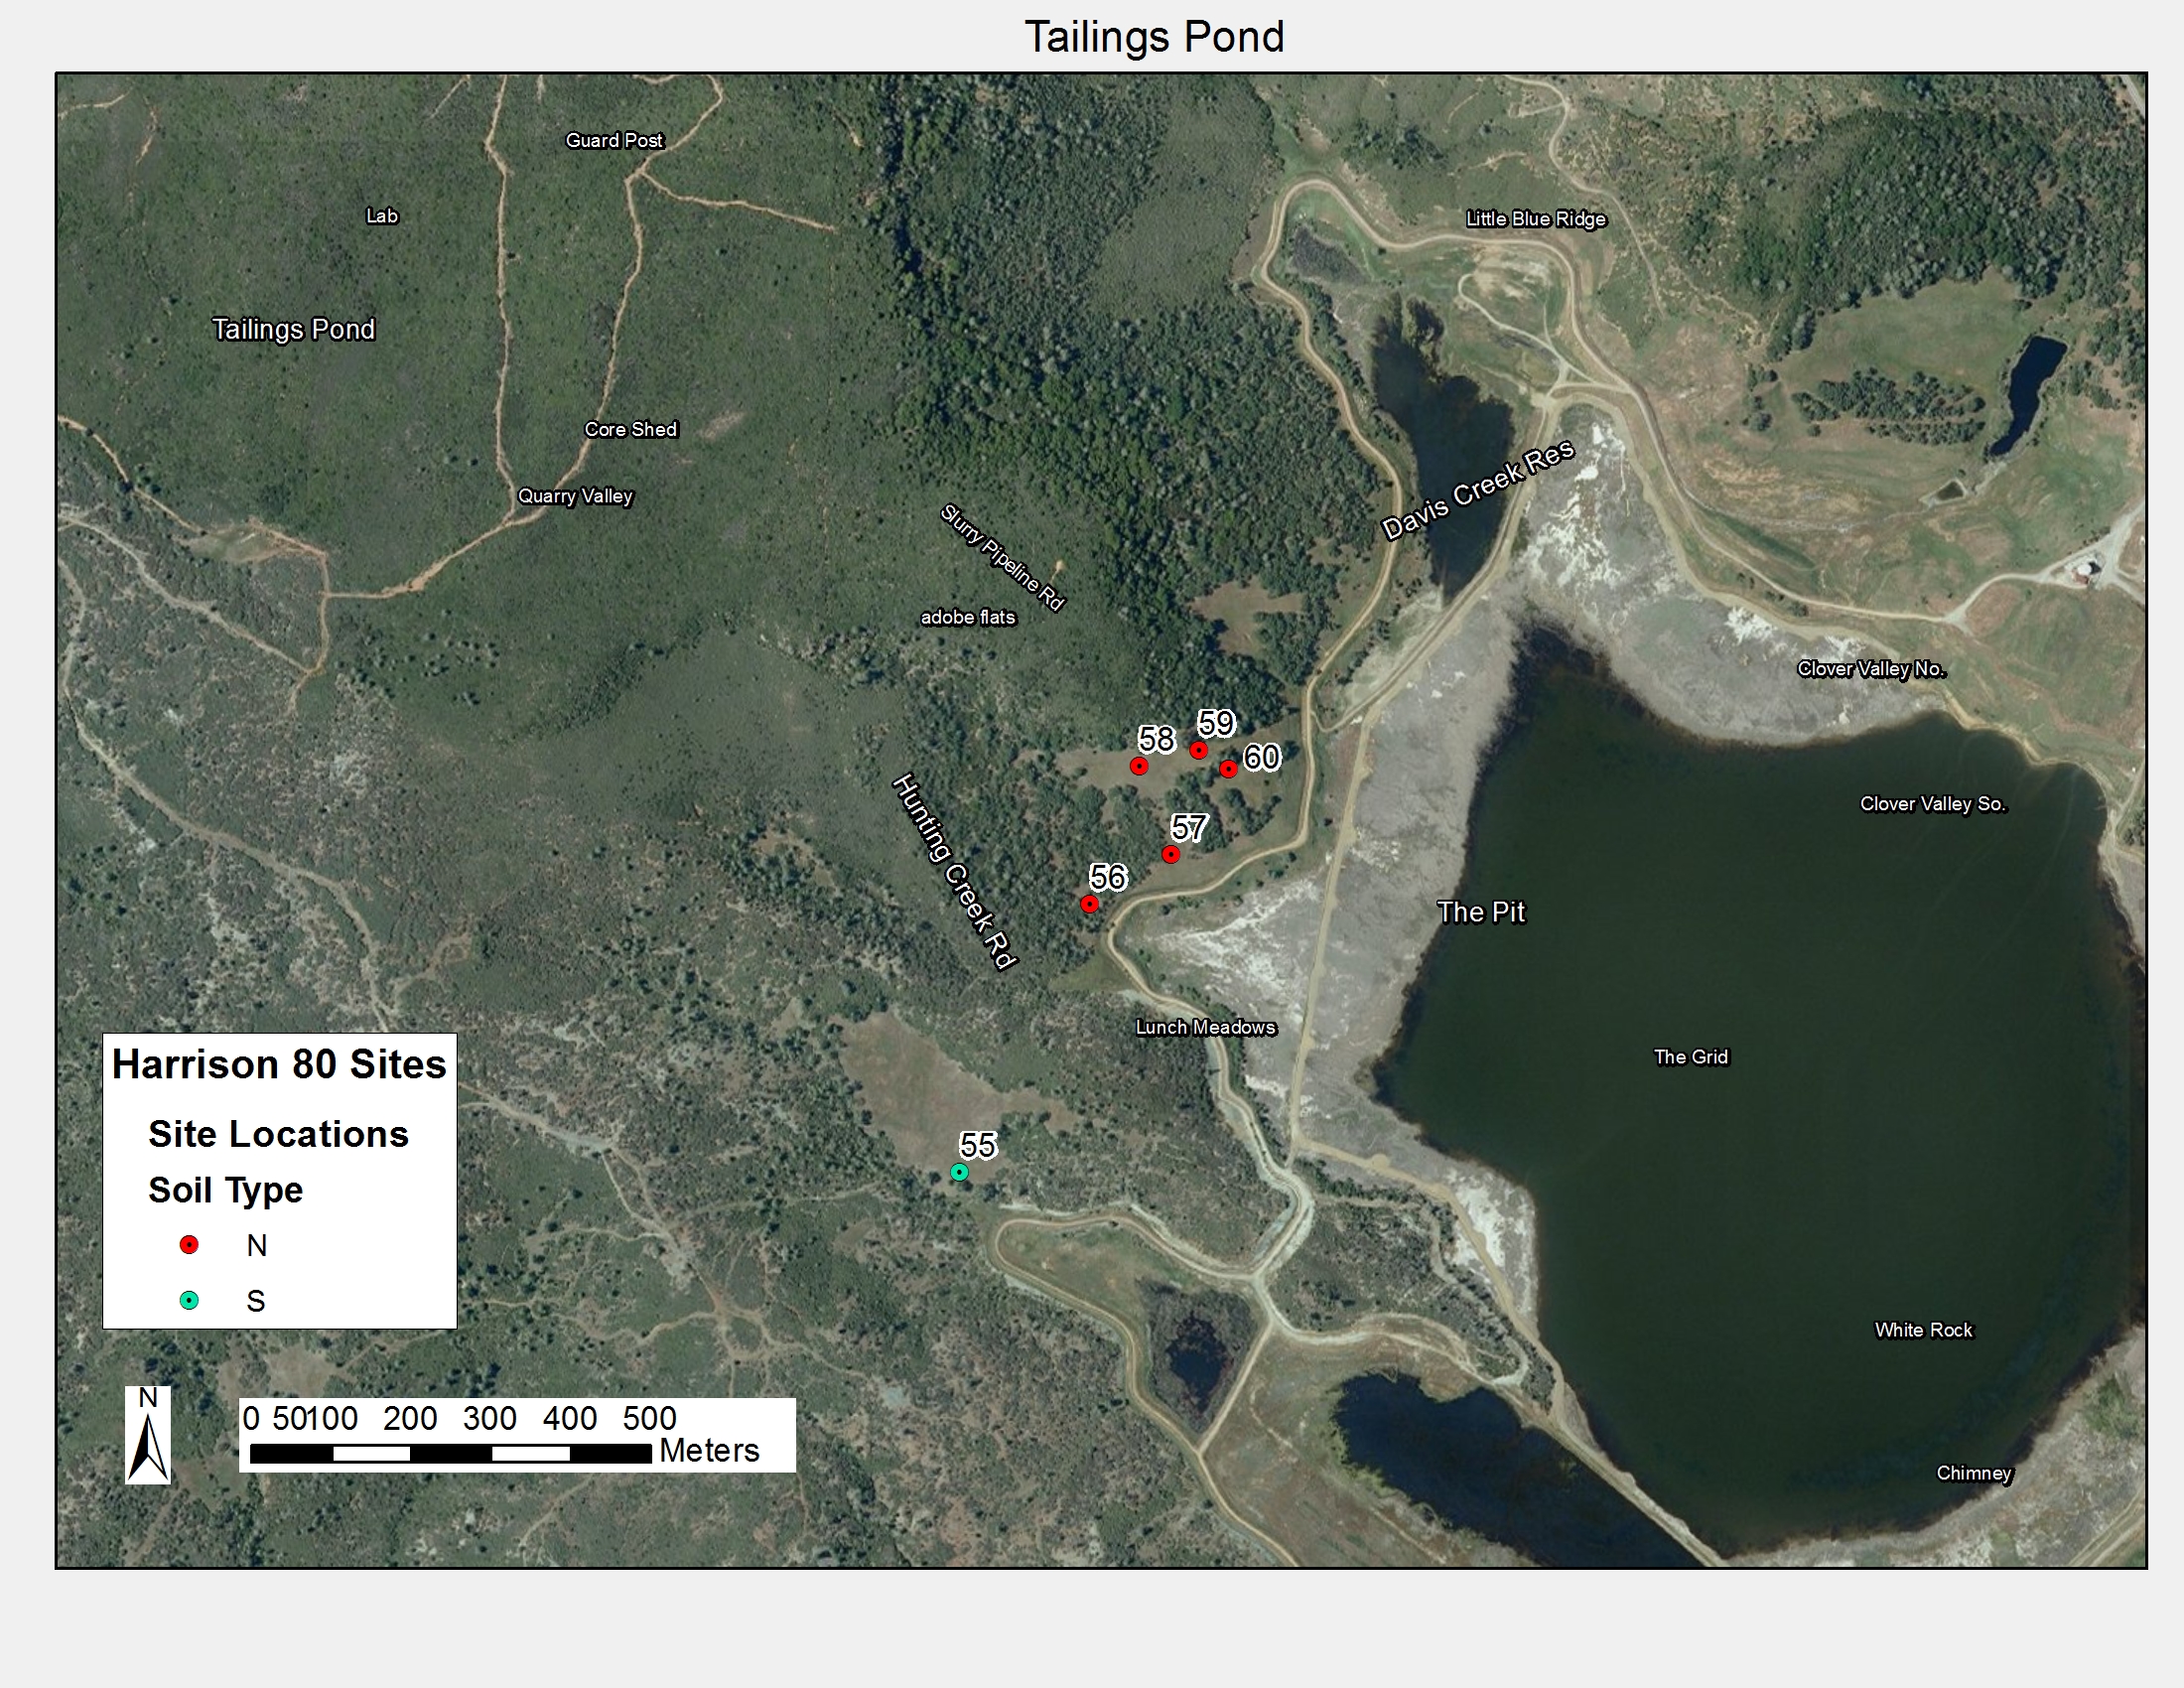 Tailings Pond
Guard Post
Lab
Little Blue Ridge
Tailings Pond
Core Shed
Quarry Valley
Davis Creek Res
Slurry Pipeline Rd
adobe flats
Clover Valley No.
59
58
60
Clover Valley So.
57
Hunting Creek Rd
56
The Pit
Lunch Meadows
The Grid
55
White Rock
Chimney
Harrison 80 Sites
Site Locations
Soil Type
N
S
N
0 50100 200 300 400 500
Meters